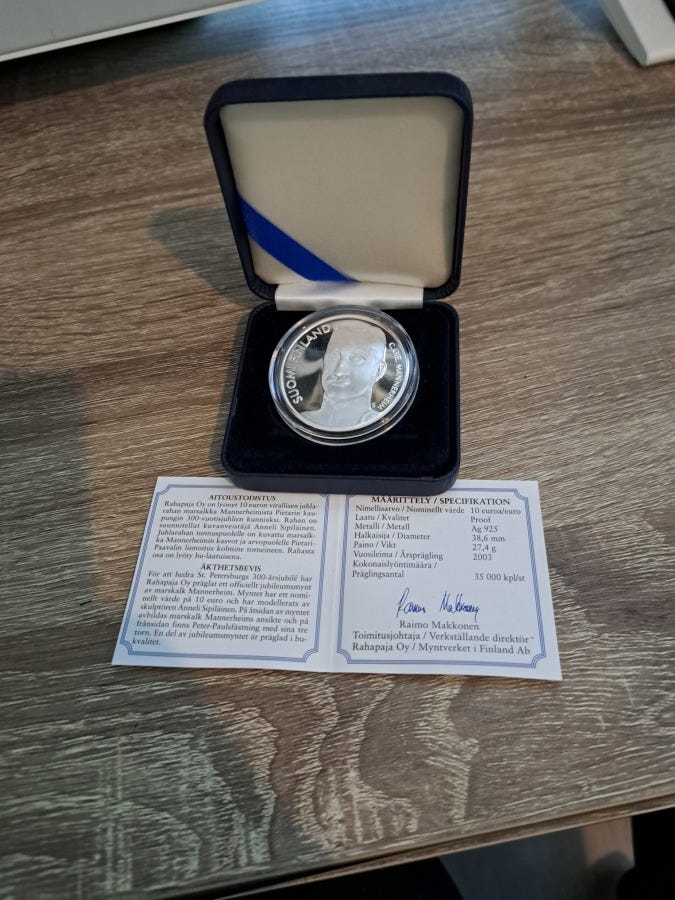 SUOMI FINLAND
C.G.E. MANNERHEIM
AITOUSTODISTUS
Rahapaja Oy on lyönyt 10 euron virallisen juhla-
rahan marsalkka Mannerheimista Pietarin kau-
pungin 300-vuotisjuhlien kunniaksi. Rahan on
suunnitellut kuvanveistäjä Anneli Sipiläinen.
Juhlarahan tunnuspuolelle on kuvattu marsalk-
ka Mannerheimin kasvot ja arvopuolelle Pietari-
Paavalin linnoitus kolmine torneineen. Rahasta
osa on lyöty bu-laatuisena.
ÄKTHETSBEVIS
För att hedra St. Petersburgs 300-årsjubilé har
Rahapaja Oy präglat ett officiellt jubileumsmynt
av marskalk Mannerheim. Myntet har ett nomi-
nellt värde på 10 euro och har modellerats av
skulptören Anneli Sipiläinen. På åtsidan av myntet
avbildas marskalk Mannerheims ansikte och på
frånsidan finns Peter-Paulsfästning med sina tre
torn. En del av jubileumsmyntet är präglad i bu-
kvalitet.
MÄÄRITTELY / SPECIFIKATION
Nimellisarvo / Nominellt värde 10 euroa/euro
Laatu / Kvalitet Proof
Metalli / Metall Ag 925
Halkaisija / Diameter 38,6 mm
Paino / Vikt 27,4 g
Vuosileima / Årsprägling 2003
Kokonaislyöntimäärä /
Präglingsantal 35 000 kpl/st
Raimo Makkonen
Raimo Makkonen
Toimitusjohtaja / Verkställande direktör
Rahapaja Oy / Myntverket i Finland Ab